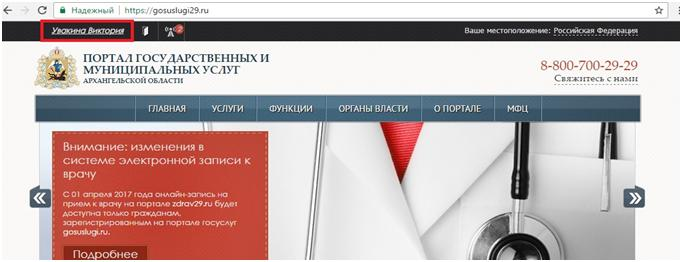 Надежный https://gosuslugi29.ru
Увакина Виктория 2 Ваше местоположение: Российская Федерация
ПОРТАЛ ГОСУДАРСТВЕННЫХ И
МУНИЦИПАЛЬНЫХ УСЛУГ
АРХАНГЕЛЬСКОЙ ОБЛАСТИ
8-800-700-29-29
Свяжитесь с нами
ГЛАВНАЯ УСЛУГИ ФУНКЦИИ ОРГАНЫ ВЛАСТИ О ПОРТАЛЕ МФЦ
Внимание: изменения в
системе электронной записи к
врачу
С 01 апреля 2017 года онлайн-запись на
прием к врачу на портале zdrav29.ru будет
доступна только гражданам,
зарегистрированным на портале госуслуг
gosuslugi.ru.
Подробнее